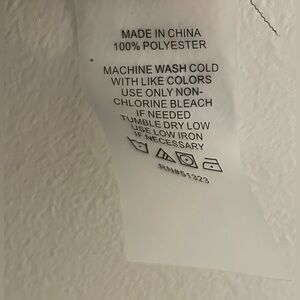 MADE IN CHINA
100% POLYESTER
MACHINE WASH COLD
WITH LIKE COLORS
USE ONLY NON-
CHLORINE BLEACH
IF NEEDED
TUMBLE DRY LOW
USE LOW IRON
IF NECESSARY
RN#51323